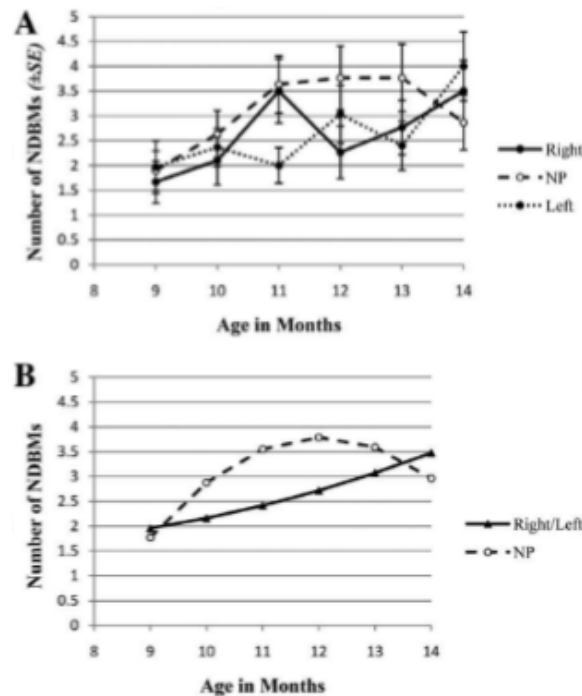 A
Number of NDBMs (±SE)
5
4.5
4
3.5
3
2.5
2
1.5
1
0.5
0
8 9 10 11 12 13 14
Age in Months
Right
NP
Left
B
Number of NDBMs
5
4.5
4
3.5
3
2.5
2
1.5
1
0.5
0
8 9 10 11 12 13 14
Age in Months
Right/Left
NP